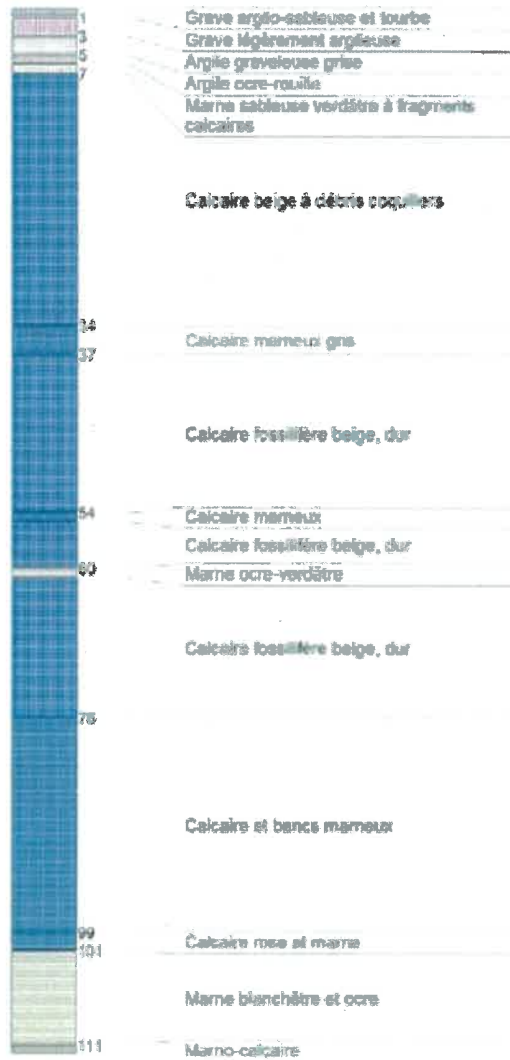 1
Grave argilo-sableuse et tourbe
3
Grave légèrement argileuse
5
Argile graveleuse grise
7
Argile ocre-rouille
Marne sableuse verdâtre à fragments
calcaires
Calcaire beige à débris coquilliers
34
Calcaire marneux gris
37
Calcaire fossilifère beige, dur
54
Calcaire marneux
Calcaire fossilifère beige, dur
60
Marne ocre-verdâtre
Calcaire fossilifère beige, dur
Calcaire et bancs marneux
99
Calcaire rose et marne
101
Marne blanchâtre et ocre
111
Marno-calcaire